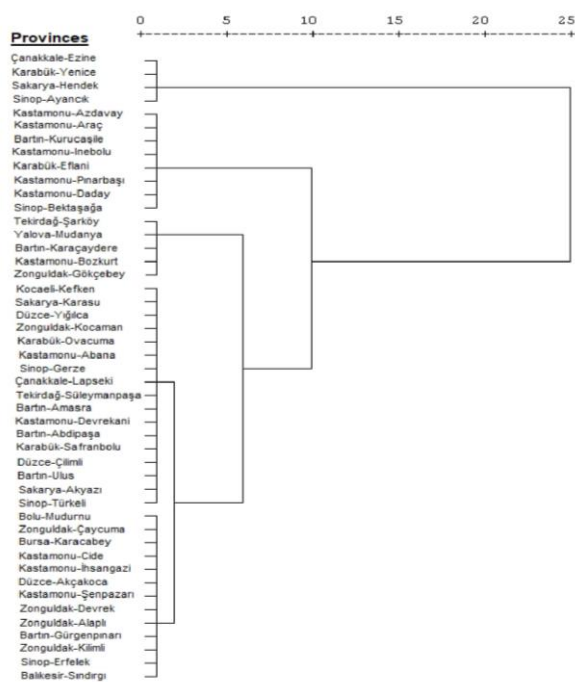 0 5 10 15 20 25
Provinces
Çanakkale-Ezine
Karabük-Yenice
Sakarya-Hendek
Sinop-Ayancık
Kastamonu-Azdavay
Kastamonu-Araç
Bartın-Kurucaşile
Kastamonu-Inebolu
Karabük-Eflani
Kastamonu-Pınarbaşı
Kastamonu-Daday
Sinop-Bektaşağa
Tekirdağ-Şarköy
Yalova-Mudanya
Bartın-Karaçaydere
Kastamonu-Bozkurt
Zonguldak-Gökçebey
Kocaeli-Kefken
Sakarya-Karasu
Düzce-Yığılca
Zonguldak-Kocaman
Karabük-Ovacuma
Kastamonu-Abana
Sinop-Gerze
Çanakkale-Lapseki
Tekirdağ-Süleymanpaşa
Bartın-Amasra
Kastamonu-Devrekani
Bartın-Abdipaşa
Karabük-Safranbolu
Düzce-Çilimli
Bartın-Ulus
Sakarya-Akyazı
Sinop-Türkeli
Bolu-Mudurnu
Zonguldak-Çaycuma
Bursa-Karacabey
Kastamonu-Cide
Kastamonu-İhsangazi
Düzce-Akçakoca
Kastamonu-Şenpazarı
Zonguldak-Devrek
Zonguldak-Alaplı
Bartın-Gürgenpınarı
Zonguldak-Kilimli
Sinop-Erfelek
Balıkesir-Sındırgı